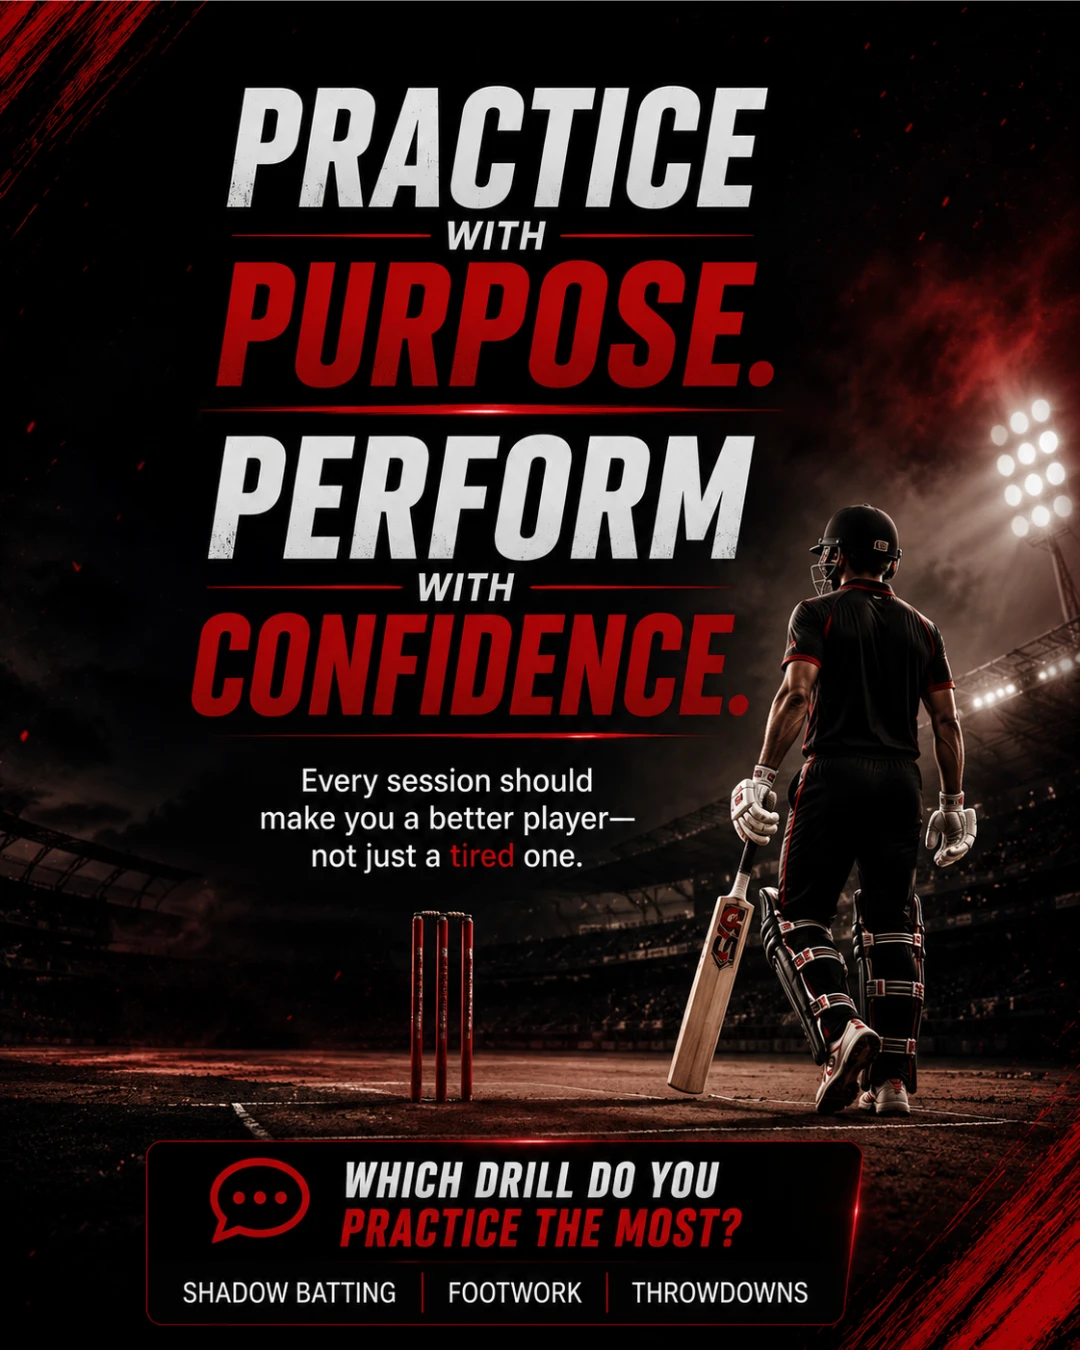 PRACTICE
WITH
PURPOSE.
PERFORM
WITH
CONFIDENCE.
Every session should
make you a better player—
not just a tired one.
WHICH DRILL DO YOU
PRACTICE THE MOST?
SHADOW BATTING | FOOTWORK | THROWDOWNS